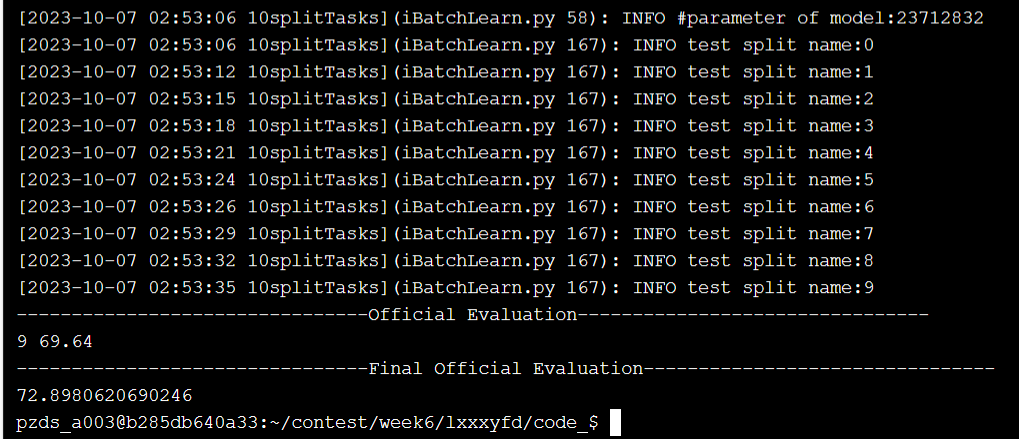 [2023-10-07 02:53:06 10splitTasks](iBatchLearn.py 58): INFO #parameter of model:23712832
[2023-10-07 02:53:06 10splitTasks](iBatchLearn.py 167): INFO test split name:0
[2023-10-07 02:53:12 10splitTasks](iBatchLearn.py 167): INFO test split name:1
[2023-10-07 02:53:15 10splitTasks](iBatchLearn.py 167): INFO test split name:2
[2023-10-07 02:53:18 10splitTasks](iBatchLearn.py 167): INFO test split name:3
[2023-10-07 02:53:21 10splitTasks](iBatchLearn.py 167): INFO test split name:4
[2023-10-07 02:53:24 10splitTasks](iBatchLearn.py 167): INFO test split name:5
[2023-10-07 02:53:26 10splitTasks](iBatchLearn.py 167): INFO test split name:6
[2023-10-07 02:53:29 10splitTasks](iBatchLearn.py 167): INFO test split name:7
[2023-10-07 02:53:32 10splitTasks](iBatchLearn.py 167): INFO test split name:8
[2023-10-07 02:53:35 10splitTasks](iBatchLearn.py 167): INFO test split name:9
--------------------------------Official Evaluation--------------------------------
9 69.64
--------------------------------Final Official Evaluation--------------------------------
72.8980620690246
pzds_a003@b285db640a33:~/contest/week6/lxxxyfd/code_$